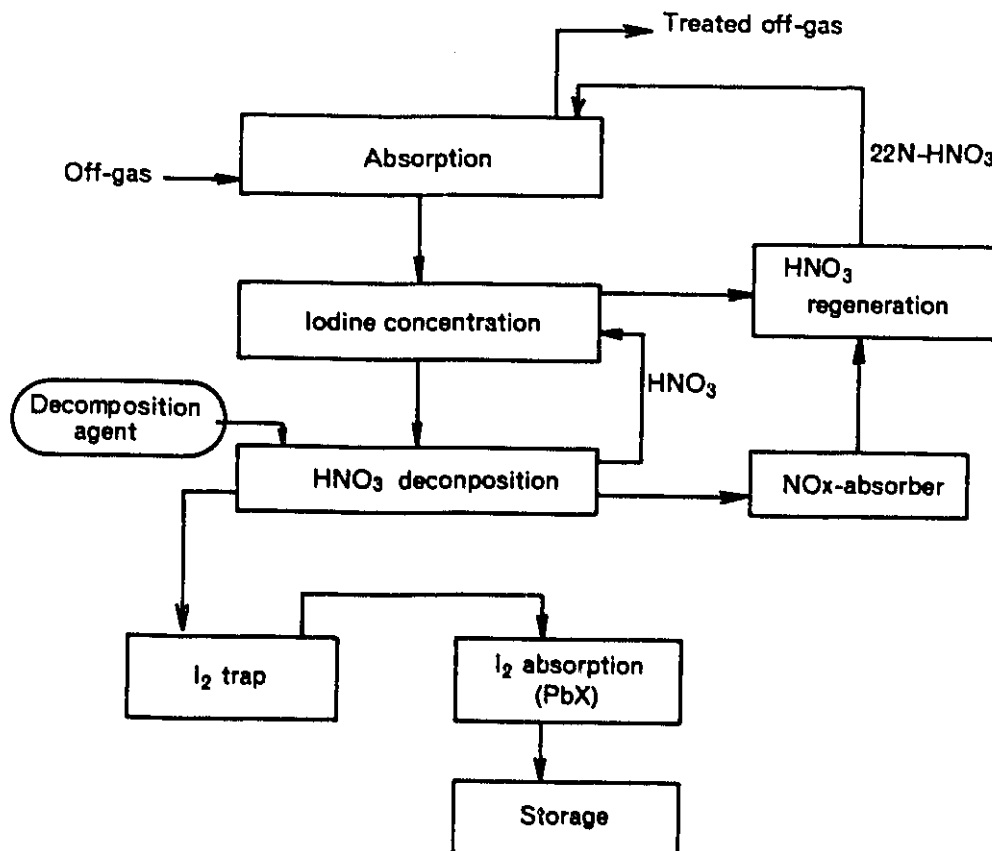 Treated off-gas
Absorption
22N-HNO₃
Off-gas
HNO₃
regeneration
Iodine concentration
HNO₃
Decomposition
agent
HNO₃ deconposition
NOx-absorber
I₂ trap
I₂ absorption
(PbX)
Storage